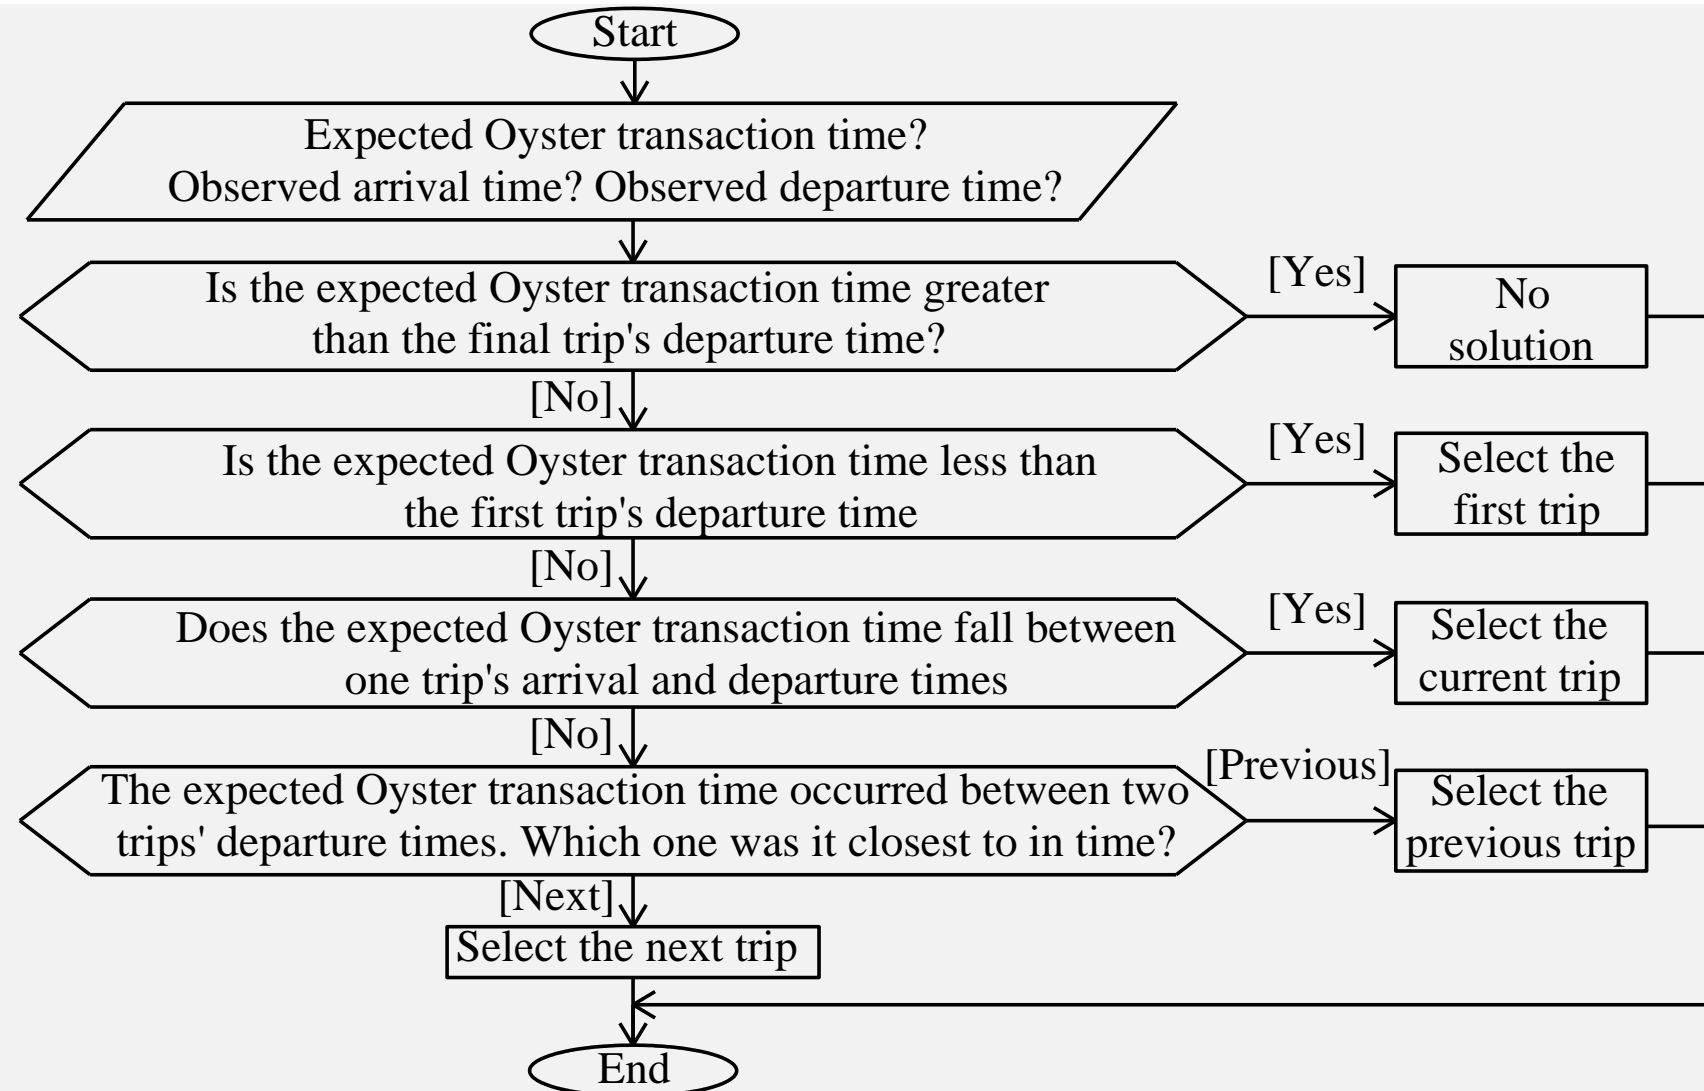 Start
Expected Oyster transaction time?
Observed arrival time? Observed departure time?
Is the expected Oyster transaction time greater
than the final trip's departure time?
[Yes]
No
solution
[No]
Is the expected Oyster transaction time less than
the first trip's departure time
[Yes]
Select the
first trip
[No]
Does the expected Oyster transaction time fall between
one trip's arrival and departure times
[Yes]
Select the
current trip
[No]
The expected Oyster transaction time occurred between two
trips' departure times. Which one was it closest to in time?
[Previous]
Select the
previous trip
[Next]
Select the next trip
End